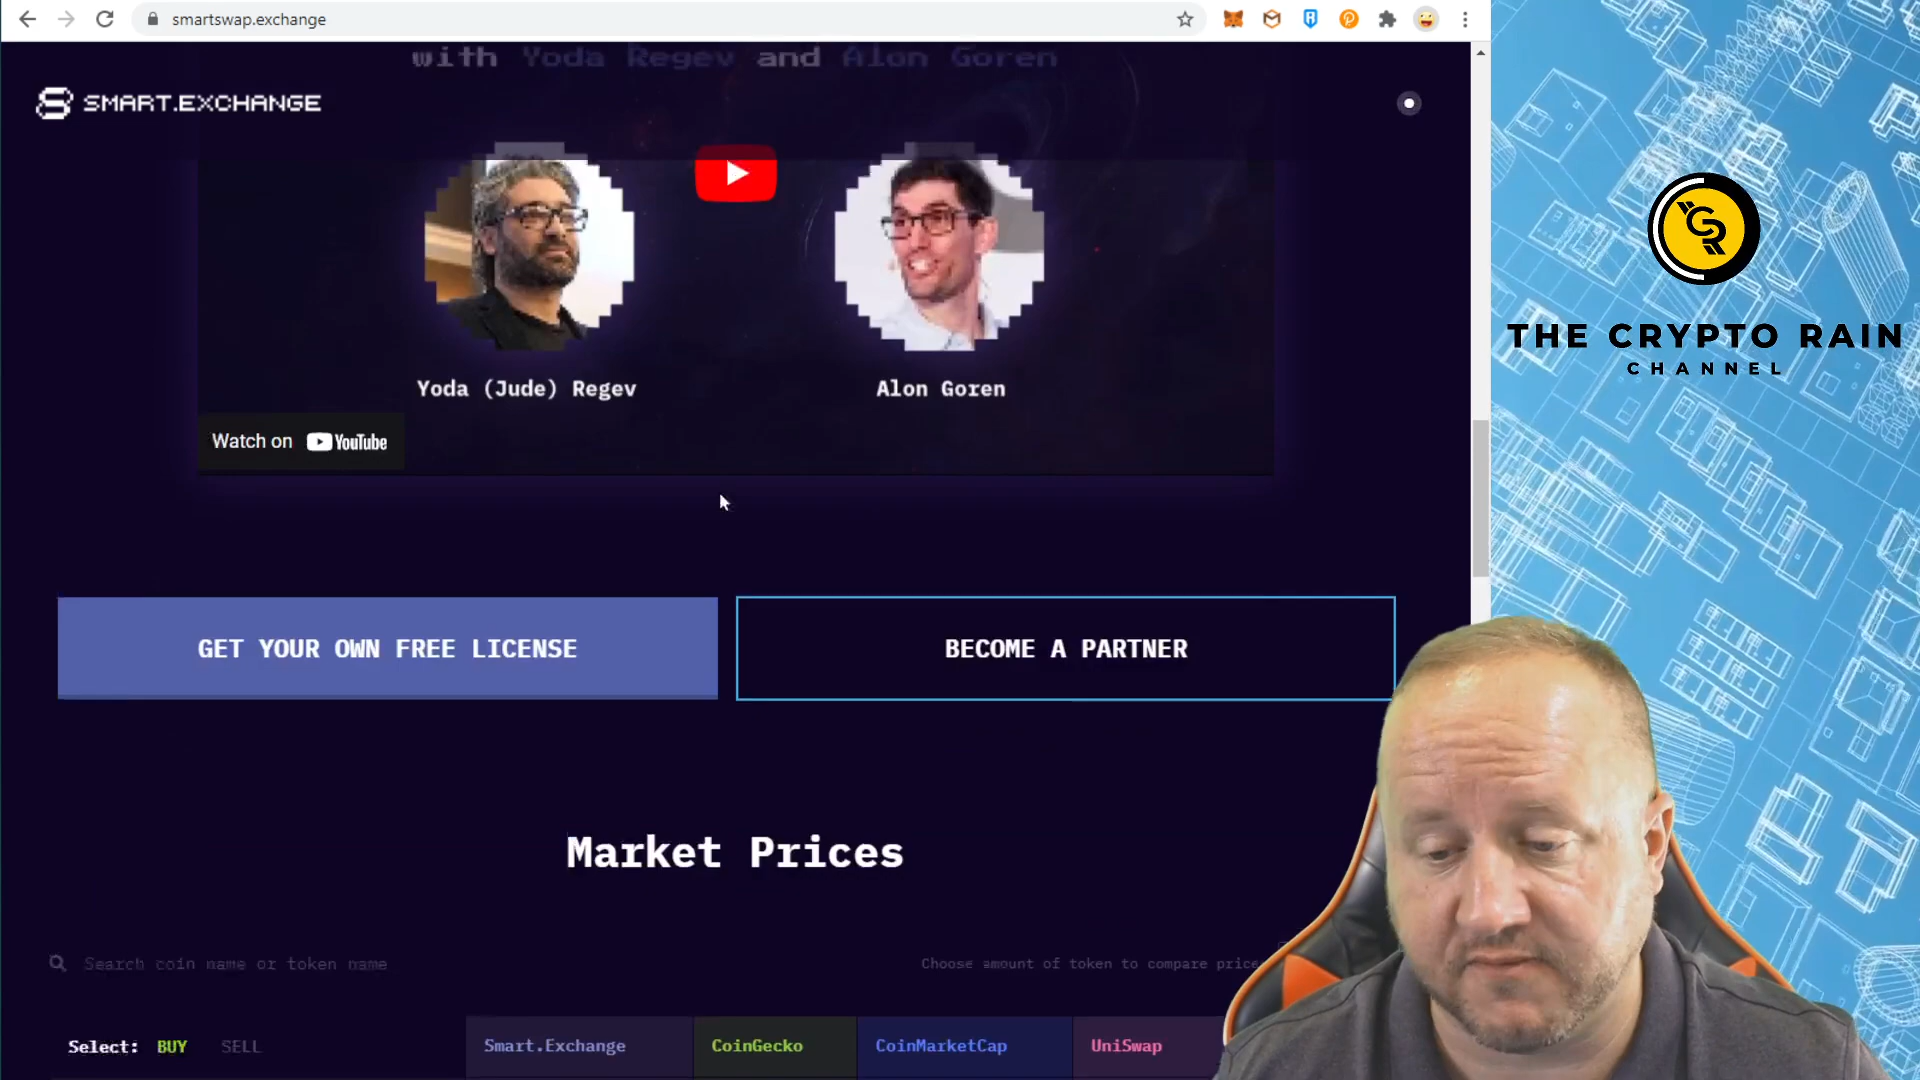 smartswap.exchange
with Yoda Regev and Alon Goren
SMART.EXCHANGE
Yoda (Jude) Regev
Alon Goren
Watch on YouTube
GET YOUR OWN FREE LICENSE
BECOME A PARTNER
Market Prices
Search coin name or token name
Choose amount of token to compare
Select: BUY SELL
Smart.Exchange
CoinGecko
CoinMarketCap
UniSwap
CR
THE CRYPTO RAIN
CHANNEL